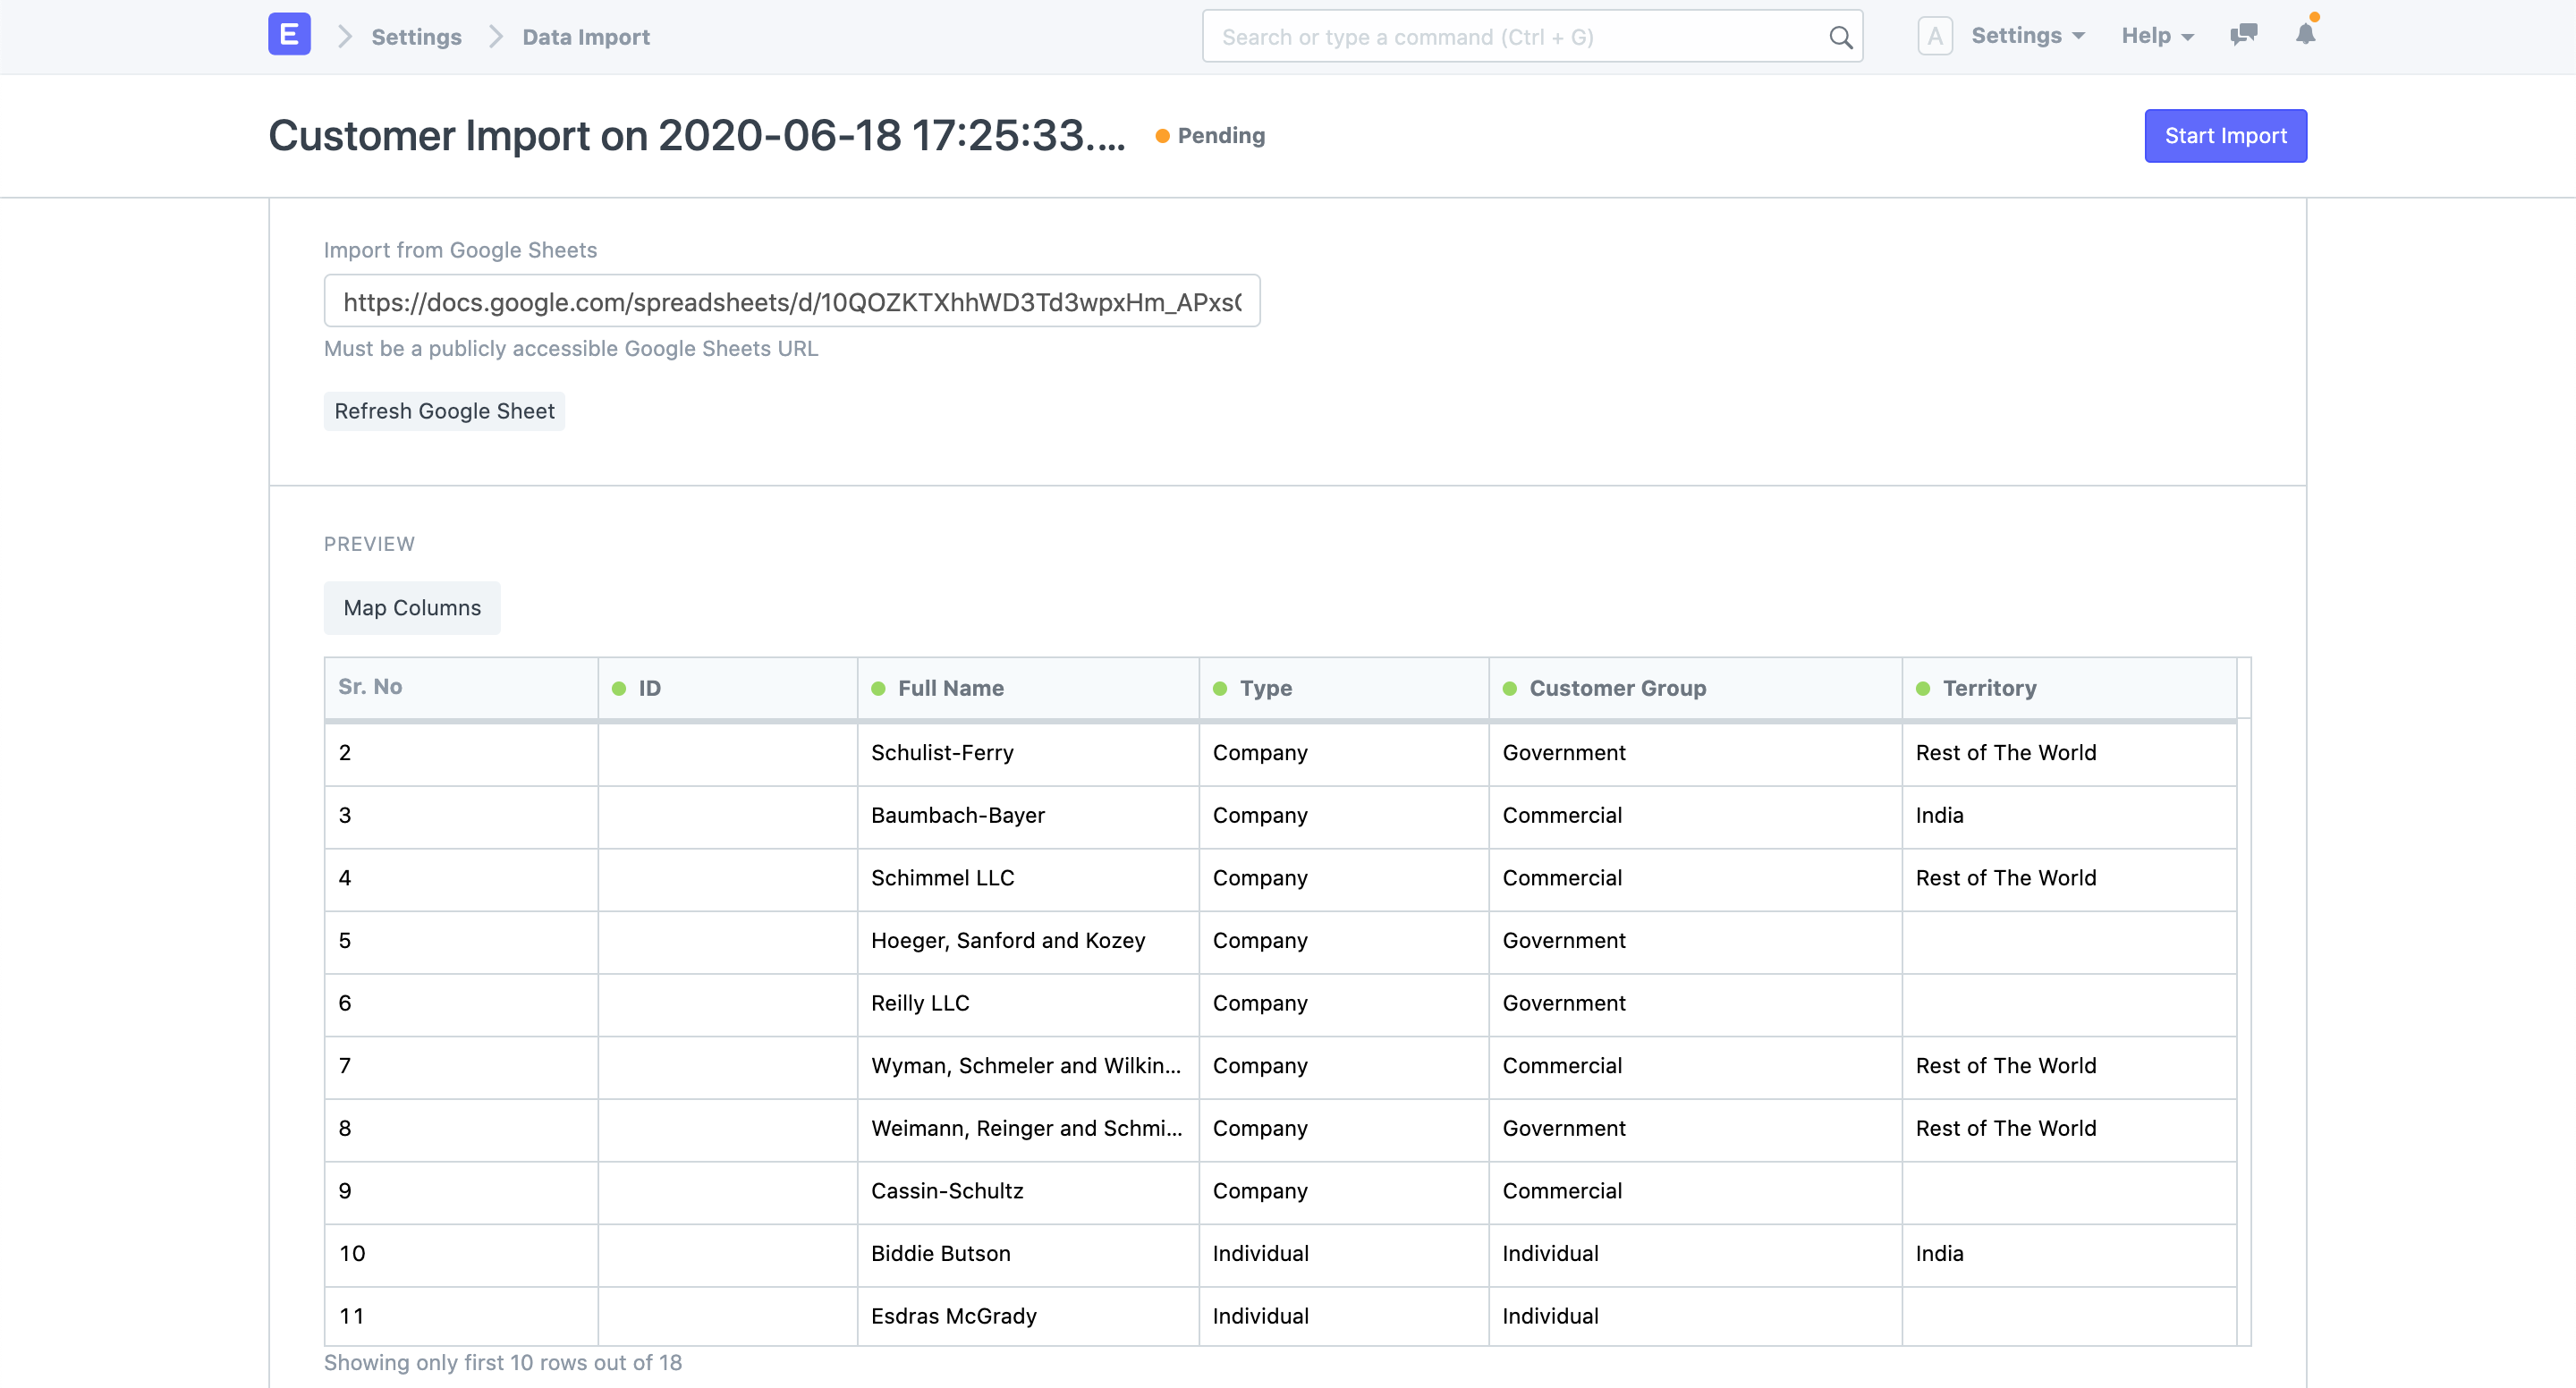 E Settings Data Import Search or type a command (Ctrl + G) A Settings Help
Customer Import on 2020-06-18 17:25:33.... Pending Start Import
Import from Google Sheets
https://docs.google.com/spreadsheets/d/10QOZKTXhhWD3Td3wpxHm_APxs
Must be a publicly accessible Google Sheets URL
Refresh Google Sheet
PREVIEW
Map Columns
Sr. No ID Full Name Type Customer Group Territory
2 Schulist-Ferry Company Government Rest of The World
3 Baumbach-Bayer Company Commercial India
4 Schimmel LLC Company Commercial Rest of The World
5 Hoeger, Sanford and Kozey Company Government
6 Reilly LLC Company Government
7 Wyman, Schmeler and Wilkin... Company Commercial Rest of The World
8 Weimann, Reinger and Schmi... Company Government Rest of The World
9 Cassin-Schultz Company Commercial
10 Biddie Butson Individual Individual India
11 Esdras McGrady Individual Individual
Showing only first 10 rows out of 18